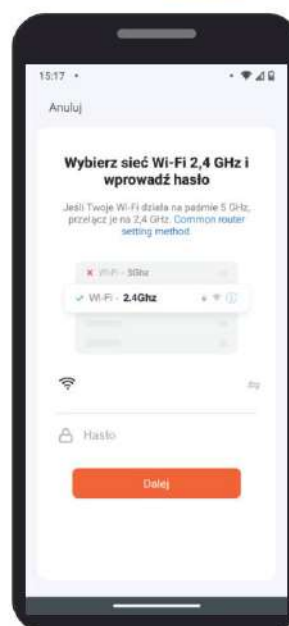 15:17
Anuluj
Wybierz sieć Wi-Fi 2,4 GHz i
wprowadź hasło
Jeśli Twoje Wi-Fi działa na paśmie 5 GHz,
przełącz je na 2,4 GHz. Common router
setting method
Wi-Fi - 5Ghz
Wi-Fi - 2.4Ghz
Hasło
Dalej